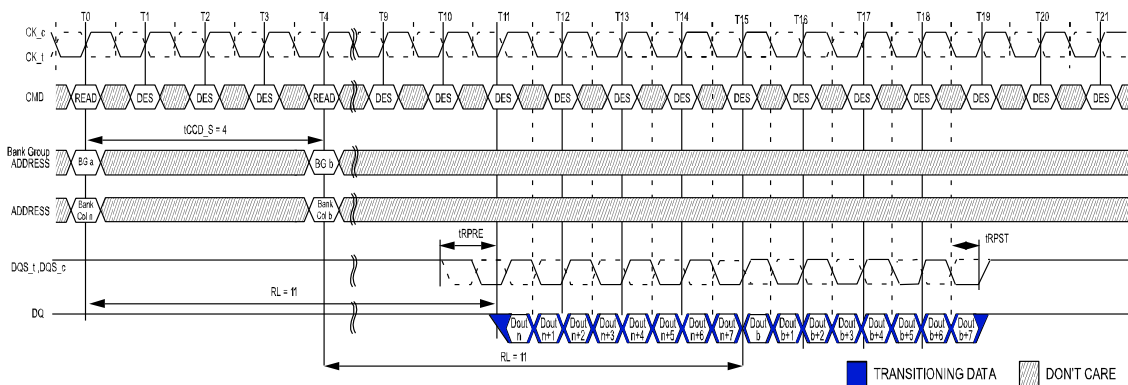 T0 T1 T2 T3 T4 T9 T10 T11 T12 T13 T14 T15 T16 T17 T18 T19 T20 T21
CK_c
CK_t
CMD READ DES DES DES READ DES DES DES DES DES DES DES DES DES DES DES DES DES
tCCD_S = 4
Bank Group
ADDRESS BG a BG b
ADDRESS Bank Col n Bank Col b
tRPRE tRPST
DQS_t ,DQS_c
RL = 11
DQ Dout n Dout n+1 Dout n+2 Dout n+3 Dout n+4 Dout n+5 Dout n+6 Dout n+7 Dout b Dout b+1 Dout b+2 Dout b+3 Dout b+4 Dout b+5 Dout b+6 Dout b+7
RL = 11
TRANSITIONING DATA DON'T CARE